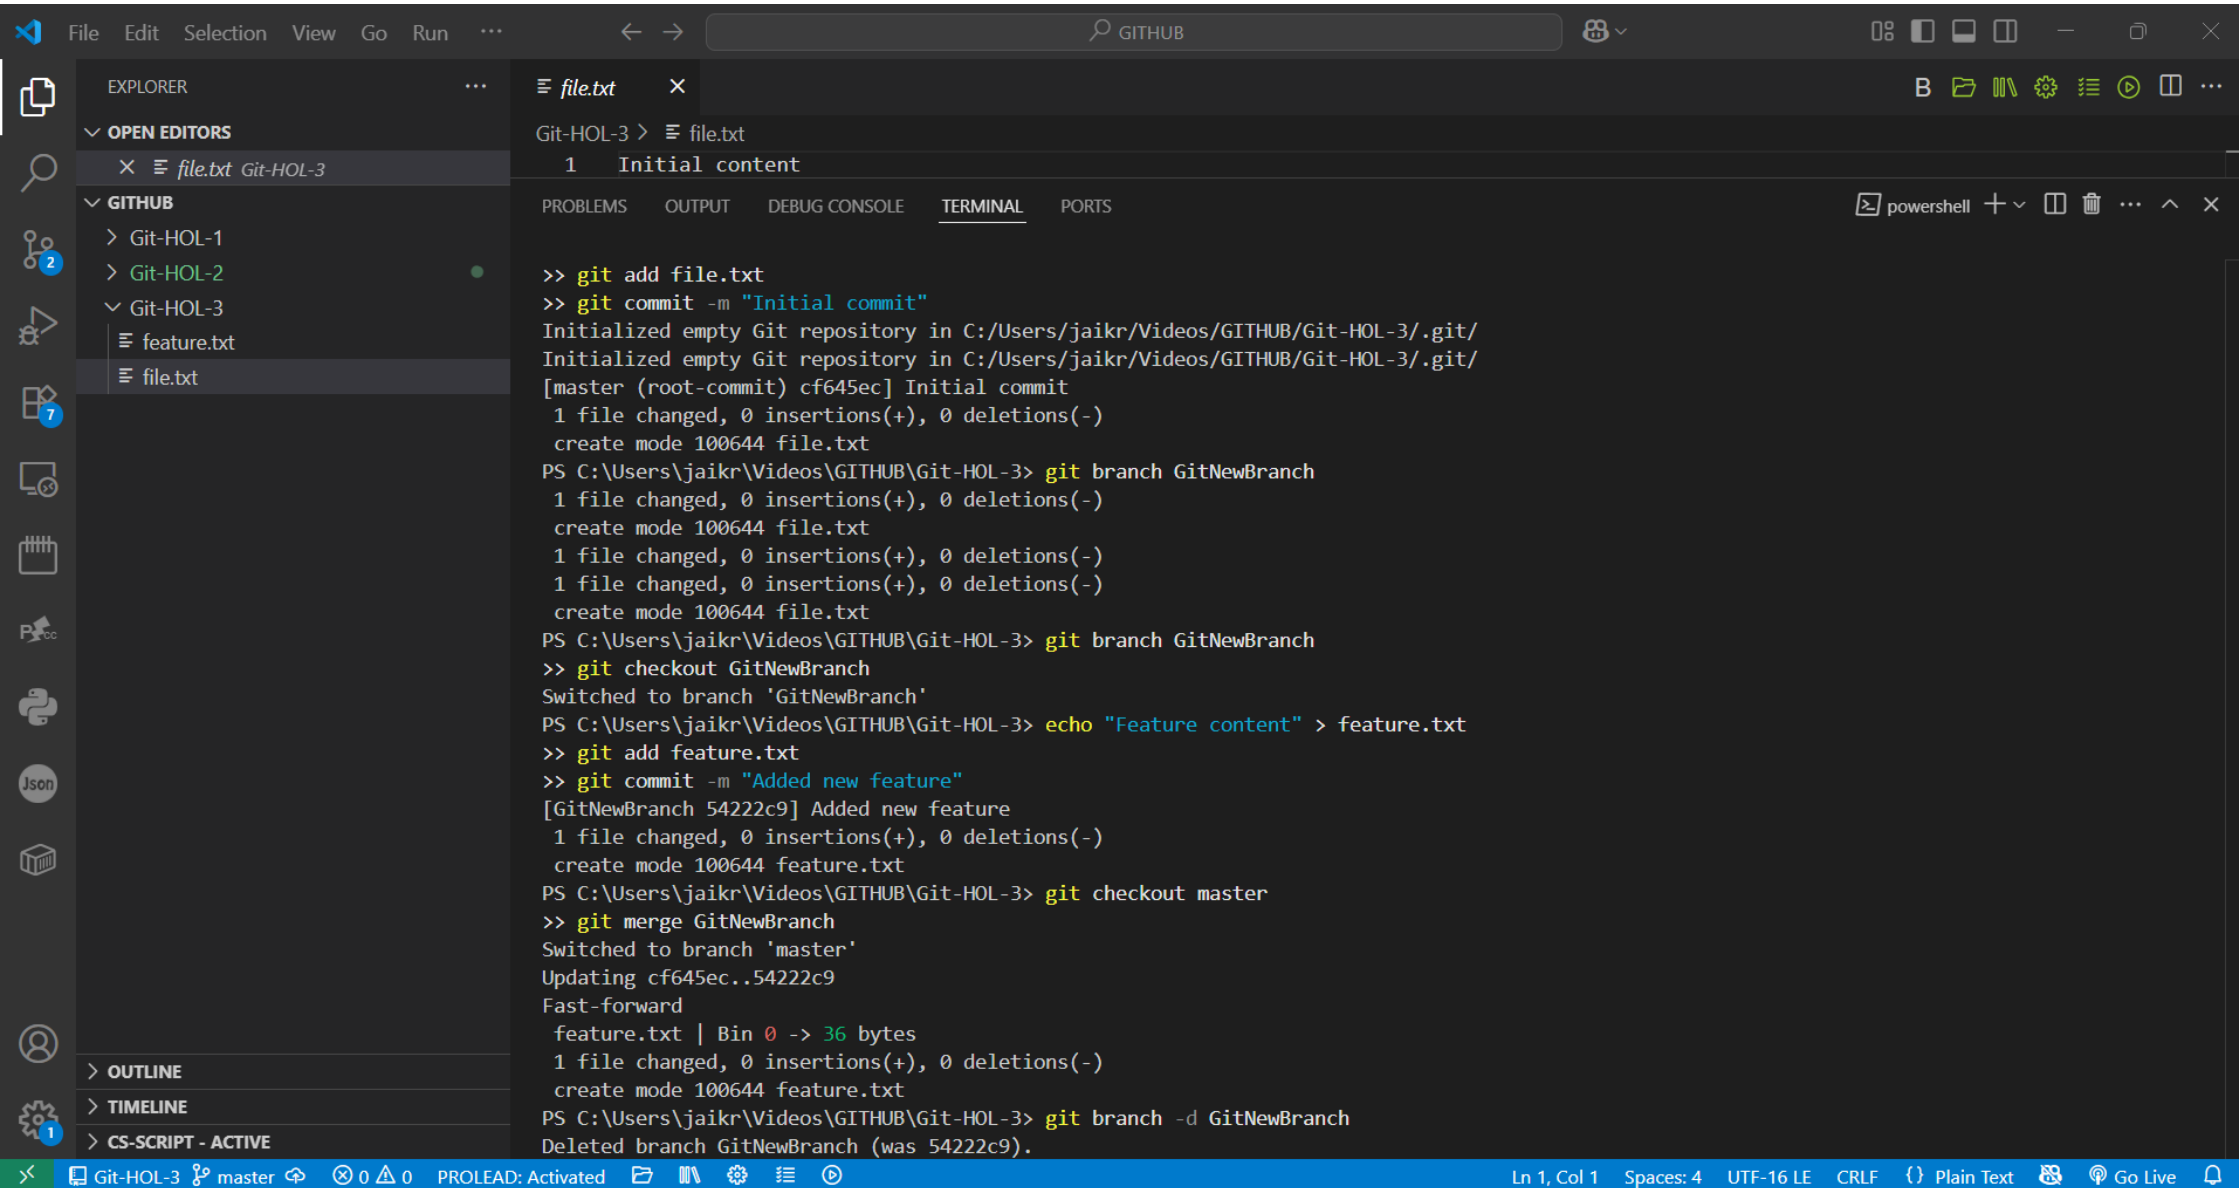 File Edit Selection View Go Run ···
GITHUB
EXPLORER ···
OPEN EDITORS
file.txt Git-HOL-3
GITHUB
Git-HOL-1
Git-HOL-2
Git-HOL-3
feature.txt
file.txt
OUTLINE
TIMELINE
CS-SCRIPT - ACTIVE
2
7
P cc
Json
1
file.txt
B
Git-HOL-3 > file.txt
1 Initial content
PROBLEMS OUTPUT DEBUG CONSOLE TERMINAL PORTS
powershell
>> git add file.txt
>> git commit -m "Initial commit"
Initialized empty Git repository in C:/Users/jaikr/Videos/GITHUB/Git-HOL-3/.git/
Initialized empty Git repository in C:/Users/jaikr/Videos/GITHUB/Git-HOL-3/.git/
[master (root-commit) cf645ec] Initial commit
1 file changed, 0 insertions(+), 0 deletions(-)
create mode 100644 file.txt
PS C:\Users\jaikr\Videos\GITHUB\Git-HOL-3> git branch GitNewBranch
1 file changed, 0 insertions(+), 0 deletions(-)
create mode 100644 file.txt
1 file changed, 0 insertions(+), 0 deletions(-)
1 file changed, 0 insertions(+), 0 deletions(-)
create mode 100644 file.txt
PS C:\Users\jaikr\Videos\GITHUB\Git-HOL-3> git branch GitNewBranch
>> git checkout GitNewBranch
Switched to branch 'GitNewBranch'
PS C:\Users\jaikr\Videos\GITHUB\Git-HOL-3> echo "Feature content" > feature.txt
>> git add feature.txt
>> git commit -m "Added new feature"
[GitNewBranch 54222c9] Added new feature
1 file changed, 0 insertions(+), 0 deletions(-)
create mode 100644 feature.txt
PS C:\Users\jaikr\Videos\GITHUB\Git-HOL-3> git checkout master
>> git merge GitNewBranch
Switched to branch 'master'
Updating cf645ec..54222c9
Fast-forward
feature.txt | Bin 0 -> 36 bytes
1 file changed, 0 insertions(+), 0 deletions(-)
create mode 100644 feature.txt
PS C:\Users\jaikr\Videos\GITHUB\Git-HOL-3> git branch -d GitNewBranch
Deleted branch GitNewBranch (was 54222c9).
Git-HOL-3 master 0 0 PROLEAD: Activated Ln 1, Col 1 Spaces: 4 UTF-16 LE CRLF {} Plain Text Go Live